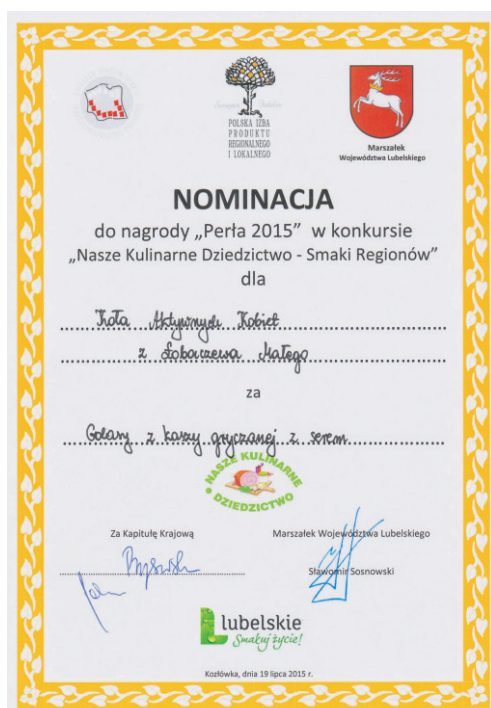 POLSKA IZBA
PRODUKTU
REGIONALNEGO
I LOKALNEGO
Marszałek
Województwa Lubelskiego
NOMINACJA
do nagrody „Perła 2015” w konkursie
„Nasze Kulinarne Dziedzictwo - Smaki Regionów”
dla
Koła Aktywnych Kobiet
z Łobaczewa Małego
za
Golasy z kaszy gryczanej z serem
NASZE KULINARNE
DZIEDZICTWO
Za Kapitułę Krajową
Marszałek Województwa Lubelskiego
Sławomir Sosnowski
lubelskie
Smakuj życie!
Kozłówka, dnia 19 lipca 2015 r.